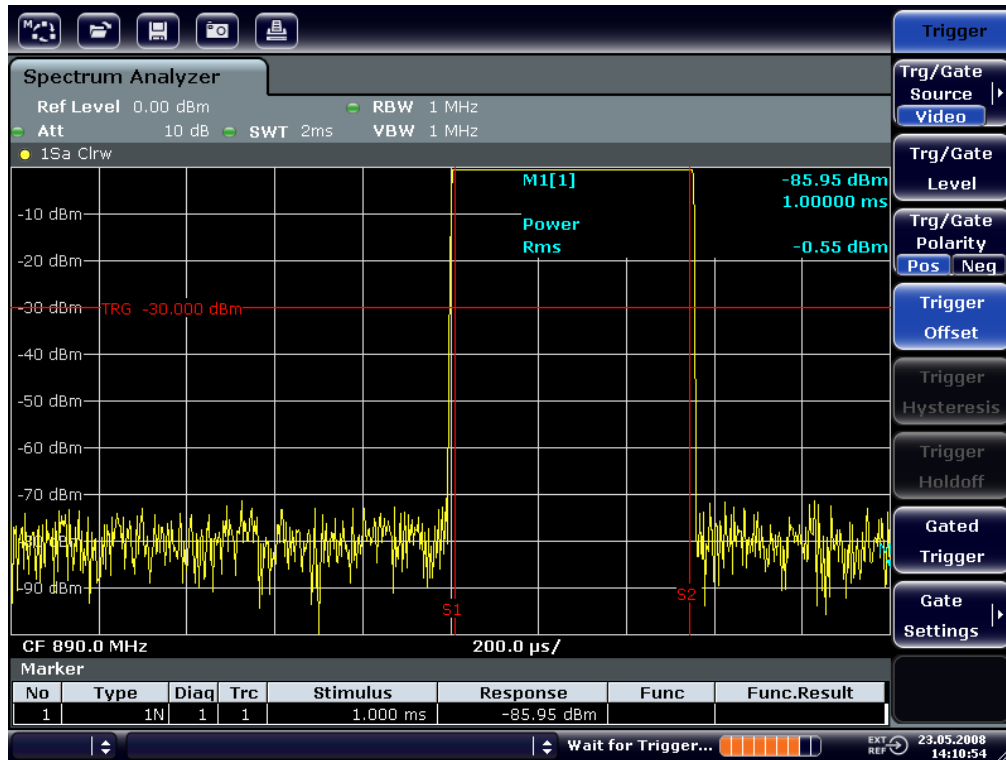 Trigger
Spectrum Analyzer
Ref Level 0.00 dBm RBW 1 MHz
Att 10 dB SWT 2ms VBW 1 MHz
1Sa Clrw
M1[1] -85.95 dBm
1.00000 ms
Power
Rms -0.55 dBm
-10 dBm
-20 dBm
-30 dBm
TRG -30.000 dBm
-40 dBm
-50 dBm
-60 dBm
-70 dBm
-80 dBm
-90 dBm
S1
S2
CF 890.0 MHz 200.0 µs/
Marker
No Type Diag Trc Stimulus Response Func Func.Result
1 1N 1 1 1.000 ms -85.95 dBm
Wait for Trigger...
EXT REF
23.05.2008
14:10:54
Trg/Gate
Source
Video
Trg/Gate
Level
Trg/Gate
Polarity
Pos Neg
Trigger
Offset
Trigger
Hysteresis
Trigger
Holdoff
Gated
Trigger
Gate
Settings